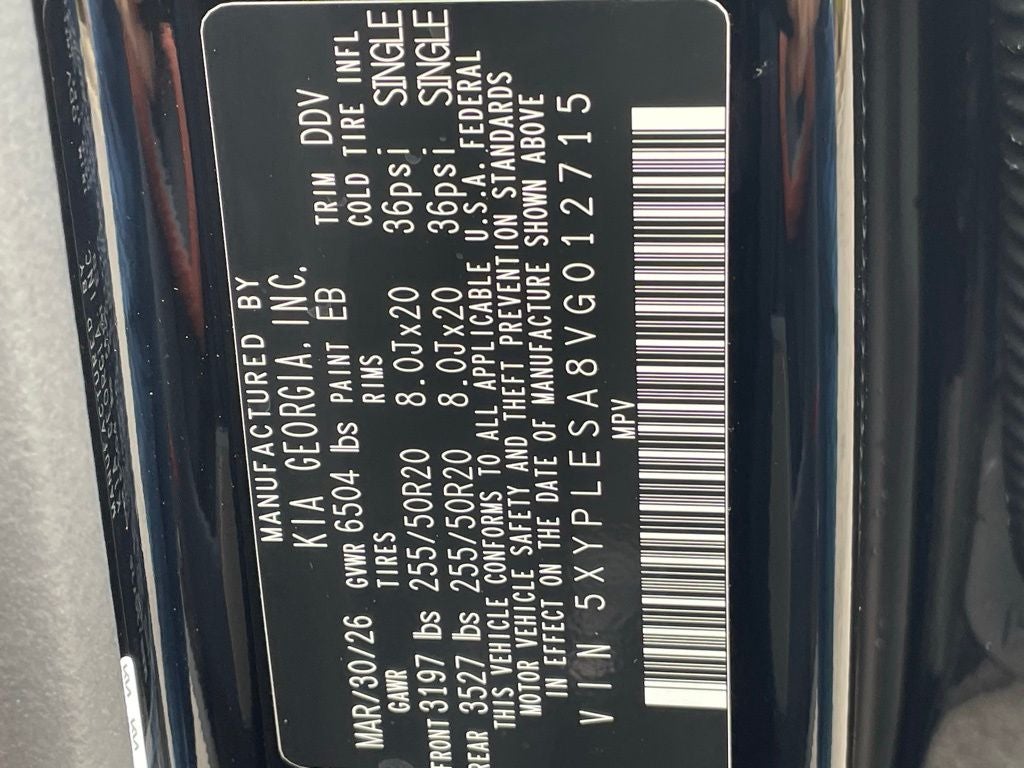 MANUFACTURED BY
KIA GEORGIA, INC.
MAR/30/26 GVWR 6504 lbs PAINT EB TRIM DDV
GAWR TIRES RIMS COLD TIRE INFL
FRONT 3197 lbs 255/50R20 8.0Jx20 36psi SINGLE
REAR 3527 lbs 255/50R20 8.0Jx20 36psi SINGLE
THIS VEHICLE CONFORMS TO ALL APPLICABLE U.S.A. FEDERAL
MOTOR VEHICLE SAFETY AND THEFT PREVENTION STANDARDS
IN EFFECT ON THE DATE OF MANUFACTURE SHOWN ABOVE
VIN 5XYPLESA8VG012715
MPV